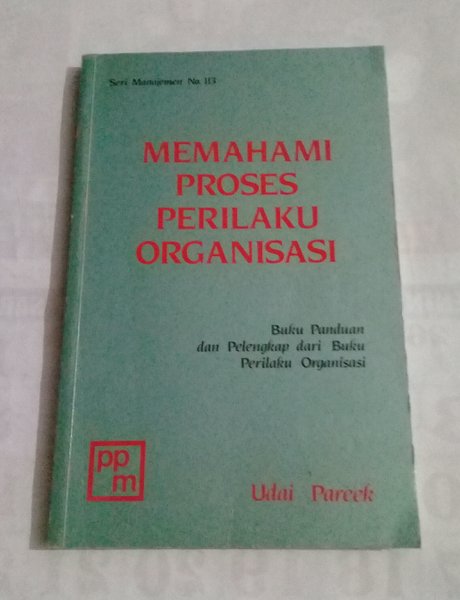 Seri Manajemen No. 113
MEMAHAMI
PROSES
PERILAKU
ORGANISASI
Buku Panduan
dan Pelengkap dari Buku
Perilaku Organisasi
pp
m
Udai Pareek